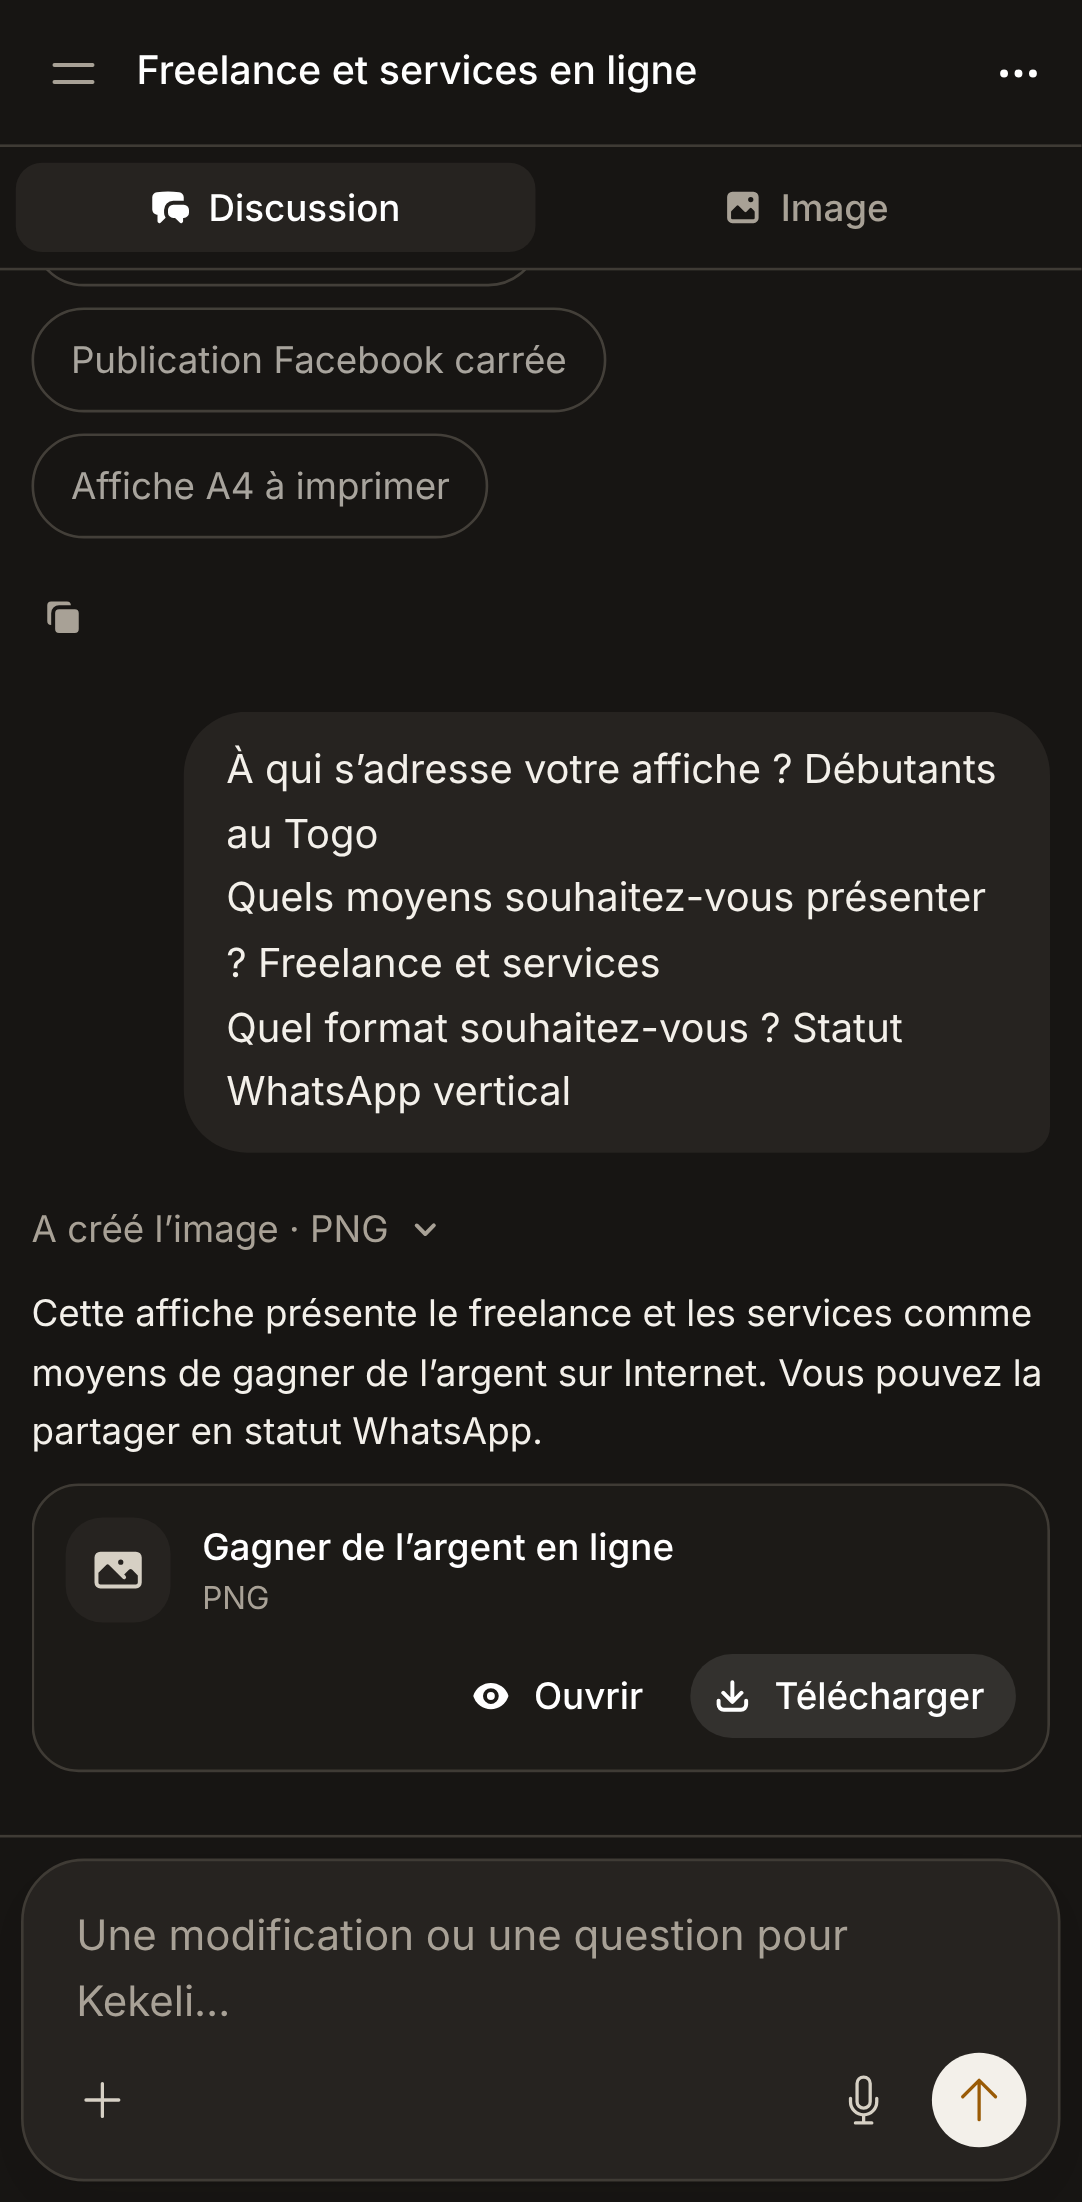 Freelance et services en ligne
Discussion
Image
Publication Facebook carrée
Affiche A4 à imprimer
À qui s’adresse votre affiche ? Débutants
au Togo
Quels moyens souhaitez-vous présenter
? Freelance et services
Quel format souhaitez-vous ? Statut
WhatsApp vertical
A créé l’image · PNG
Cette affiche présente le freelance et les services comme
moyens de gagner de l’argent sur Internet. Vous pouvez la
partager en statut WhatsApp.
Gagner de l’argent en ligne
PNG
Ouvrir
Télécharger
Une modification ou une question pour
Kekeli...